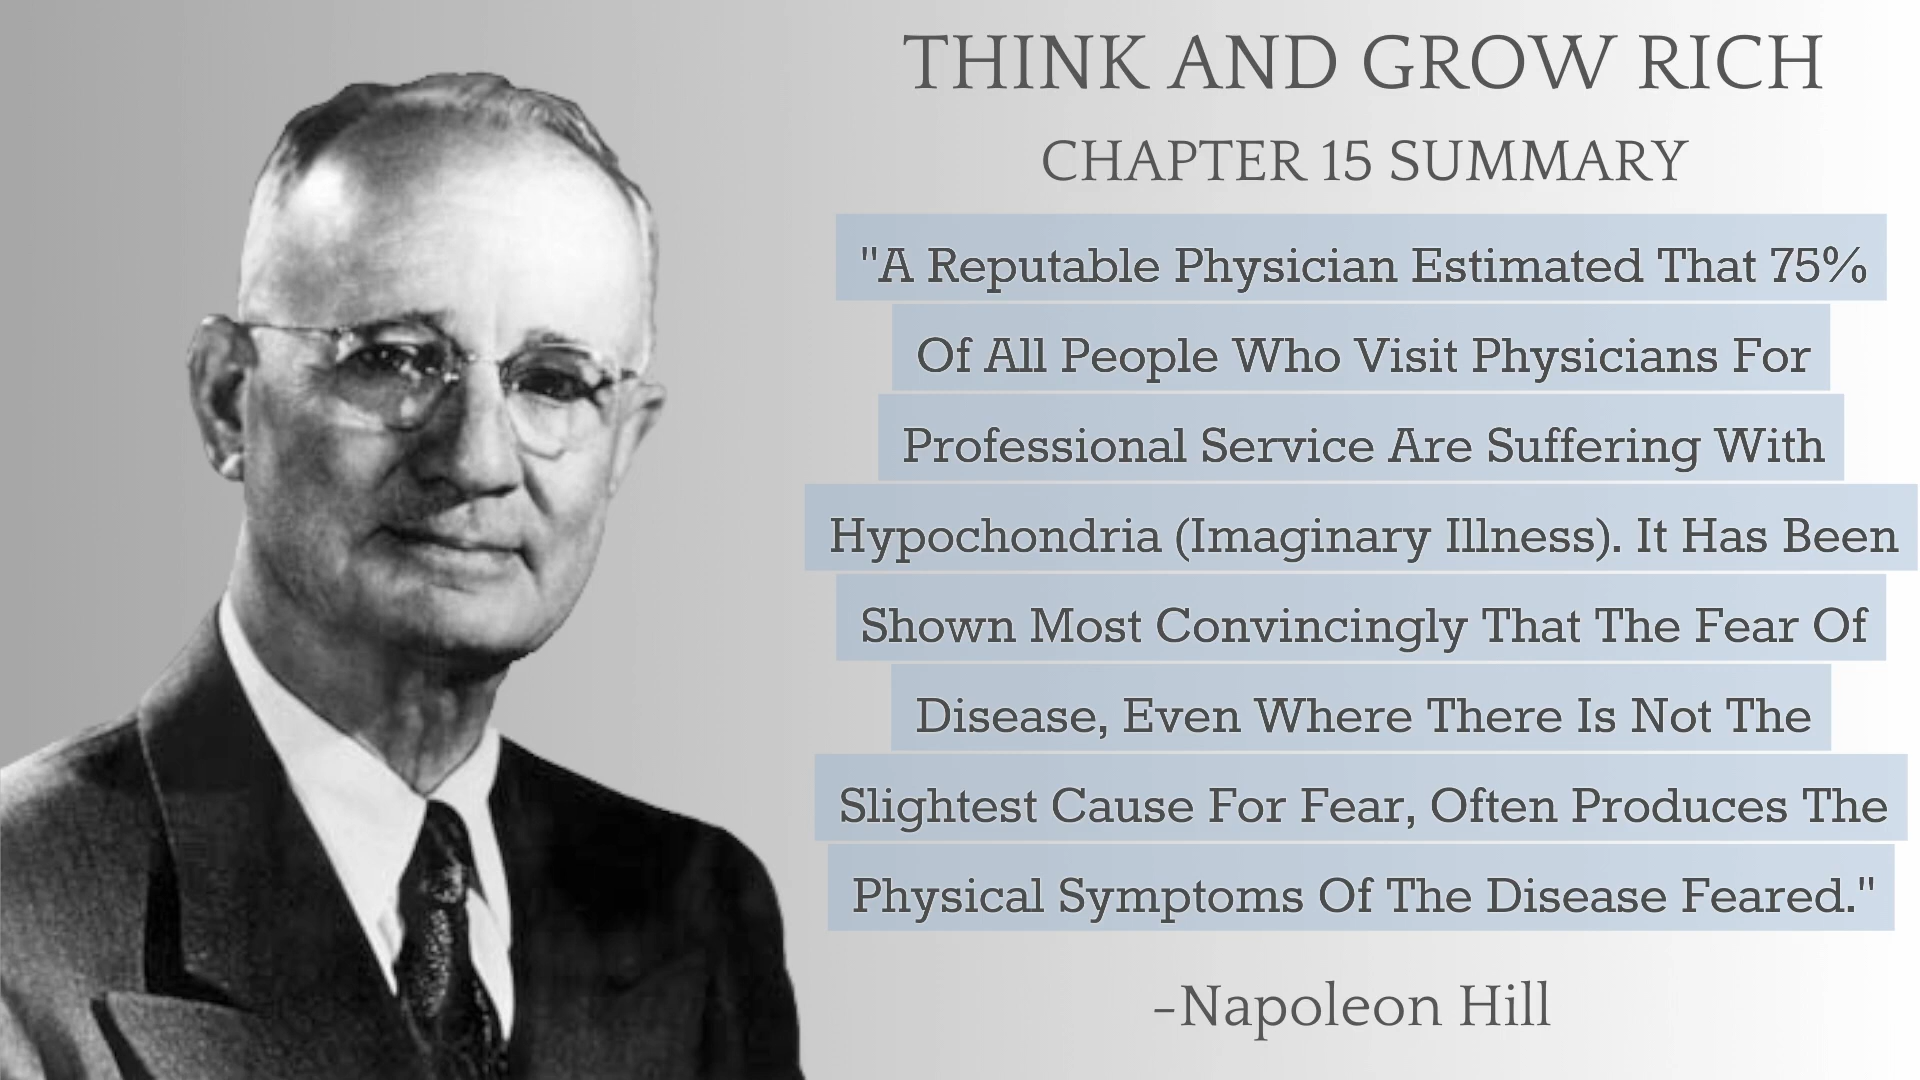 THINK AND GROW RICH
CHAPTER 15 SUMMARY
"A Reputable Physician Estimated That 75%
Of All People Who Visit Physicians For
Professional Service Are Suffering With
Hypochondria (Imaginary Illness). It Has Been
Shown Most Convincingly That The Fear Of
Disease, Even Where There Is Not The
Slightest Cause For Fear, Often Produces The
Physical Symptoms Of The Disease Feared."
-Napoleon Hill